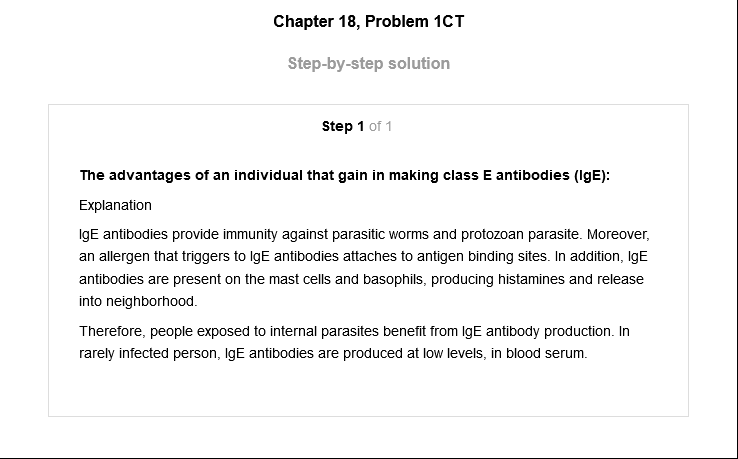 Chapter 18, Problem 1CT
Step-by-step solution
Step 1 of 1
The advantages of an individual that gain in making class E antibodies (IgE):
Explanation
IgE antibodies provide immunity against parasitic worms and protozoan parasite. Moreover,
an allergen that triggers to IgE antibodies attaches to antigen binding sites. In addition, IgE
antibodies are present on the mast cells and basophils, producing histamines and release
into neighborhood.
Therefore, people exposed to internal parasites benefit from IgE antibody production. In
rarely infected person, IgE antibodies are produced at low levels, in blood serum.